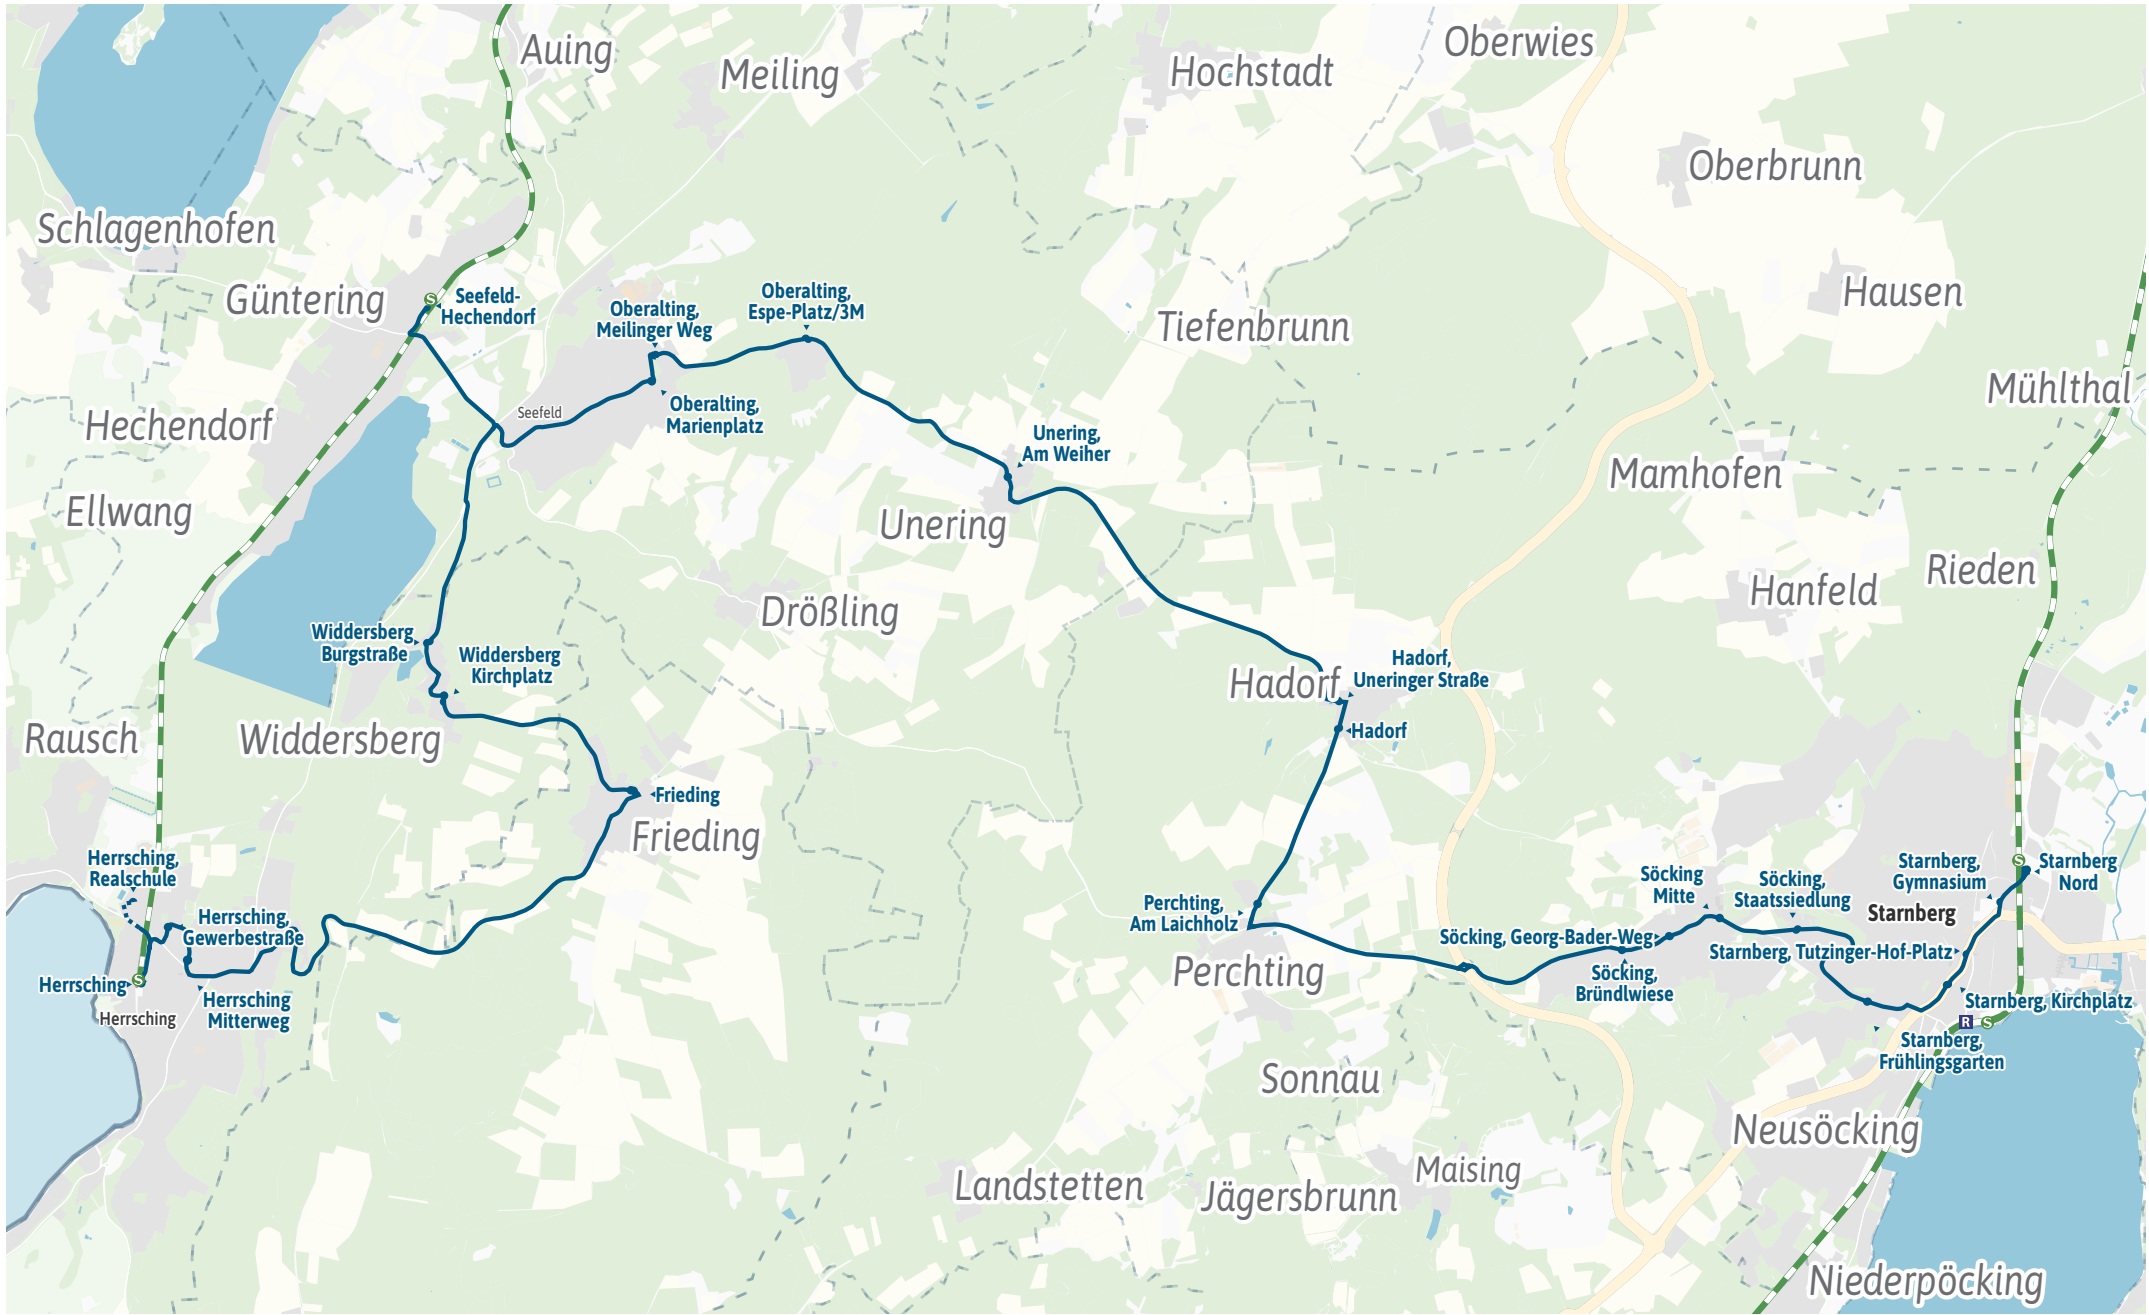 Auing
Meiling
Hochstadt
Oberwies
Oberbrunn
Schlagenhofen
Güntering
S
Seefeld-
Hechendorf
Oberalting,
Meilinger Weg
Oberalting,
Espe-Platz/3M
Tiefenbrunn
Hausen
Mühlthal
Hechendorf
Seefeld
Oberalting,
Marienplatz
Unering,
Am Weiher
Mamhofen
Ellwang
Unering
Rieden
Hanfeld
Drößling
Widdersberg
Burgstraße
Widdersberg
Kirchplatz
Hadorf
Hadorf,
Uneringer Straße
Hadorf
Rausch
Widdersberg
Frieding
Frieding
Herrsching,
Realschule
Herrsching,
Gewerbestraße
Herrsching
S
Herrsching
Mitterweg
Herrsching
Perchting,
Am Laichholz
Perchting
Söcking, Georg-Bader-Weg
Söcking
Mitte
Söcking,
Staatssiedlung
Söcking,
Bründlwiese
Starnberg,
Gymnasium
S
Starnberg
Nord
Starnberg
Starnberg, Tutzinger-Hof-Platz
Starnberg, Kirchplatz
R
S
Starnberg,
Frühlingsgarten
Sonnau
Neusöcking
Maising
Landstetten
Jägersbrunn
Niederpöcking